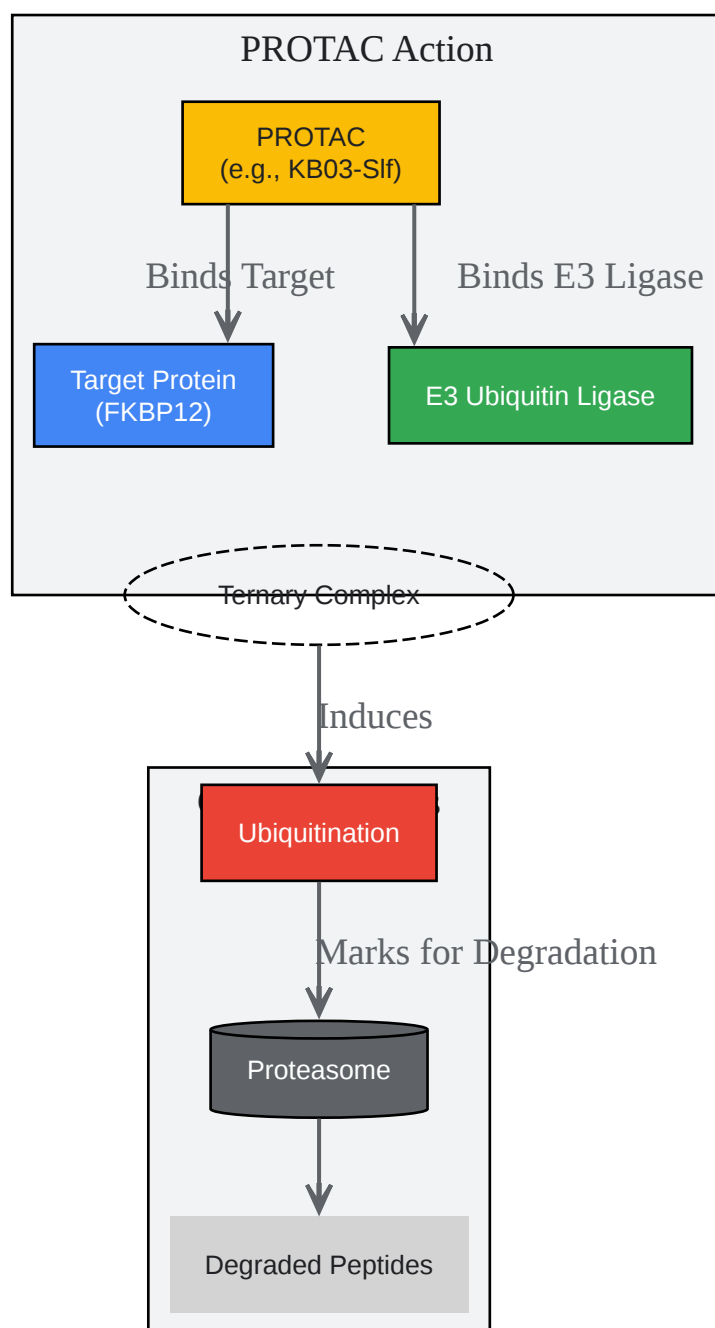 PROTAC Action
PROTAC
(e.g., KB03-Slf)
Binds Target
Binds E3 Ligase
Target Protein
(FKBP12)
E3 Ubiquitin Ligase
Ternary Complex
Induces
Ubiquitination
Marks for Degradation
Proteasome
Degraded Peptides